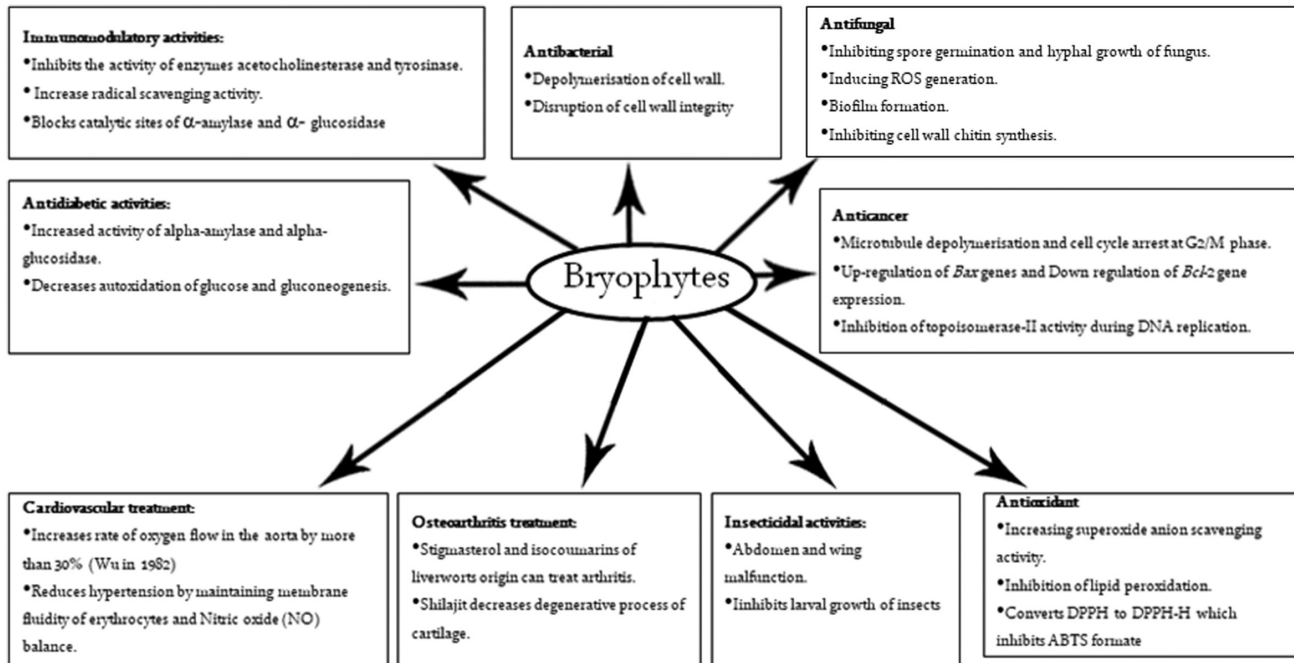 Immunomodulatory activities:
•Inhibits the activity of enzymes acetocholinesterase and tyrosinase.
• Increase radical scavenging activity.
•Blocks catalytic sites of α-amylase and α- glucosidase
Antibacterial
•Depolymerisation of cell wall.
•Disruption of cell wall integrity
Antifungal
•Inhibiting spore germination and hyphal growth of fungus.
•Inducing ROS generation.
•Biofilm formation.
•Inhibiting cell wall chitin synthesis.
Antidiabetic activities:
•Increased activity of alpha-amylase and alpha-
glucosidase.
•Decreases autoxidation of glucose and gluconeogenesis.
Bryophytes
Anticancer
•Microtubule depolymerisation and cell cycle arrest at G2/M phase.
•Up-regulation of Bax genes and Down regulation of Bcl-2 gene
expression.
•Inhibition of topoisomerase-II activity during DNA replication.
Cardiovascular treatment:
•Increases rate of oxygen flow in the aorta by more
than 30% (Wu in 1982)
•Reduces hypertension by maintaining membrane
fluidity of erythrocytes and Nitric oxide (NO)
balance.
Osteoarthritis treatment:
•Stigmasterol and isocoumarins of
liverworts origin can treat arthritis.
•Shilajit decreases degenerative process of
cartilage.
Insecticidal activities:
•Abdomen and wing
malfunction.
•Iinhibits larval growth of insects
Antioxidant
•Increasing superoxide anion scavenging
activity.
•Inhibition of lipid peroxidation.
•Converts DPPH to DPPH-H which
inhibits ABTS formate